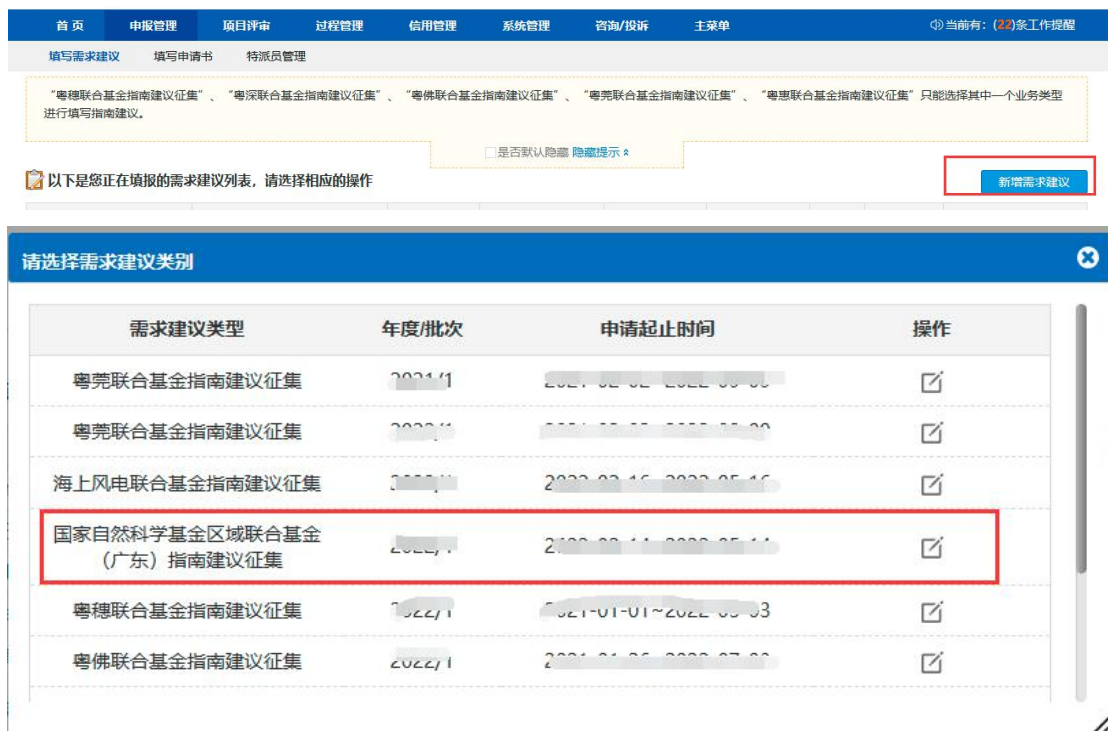 首页 申报管理 项目评审 过程管理 信用管理 系统管理 咨询/投诉 主菜单 当前有：(22)条工作提醒
填写需求建议 填写申请书 特派员管理
“粤穗联合基金指南建议征集”、“粤深联合基金指南建议征集”、“粤佛联合基金指南建议征集”、“粤莞联合基金指南建议征集”、“粤惠联合基金指南建议征集”只能选择其中一个业务类型
进行填写指南建议。
是否默认隐藏 隐藏提示
以下是您正在填报的需求建议列表，请选择相应的操作 新增需求建议
请选择需求建议类别
需求建议类型 年度/批次 申请起止时间 操作
粤莞联合基金指南建议征集
粤莞联合基金指南建议征集
海上风电联合基金指南建议征集
国家自然科学基金区域联合基金
（广东）指南建议征集
粤穗联合基金指南建议征集
粤佛联合基金指南建议征集